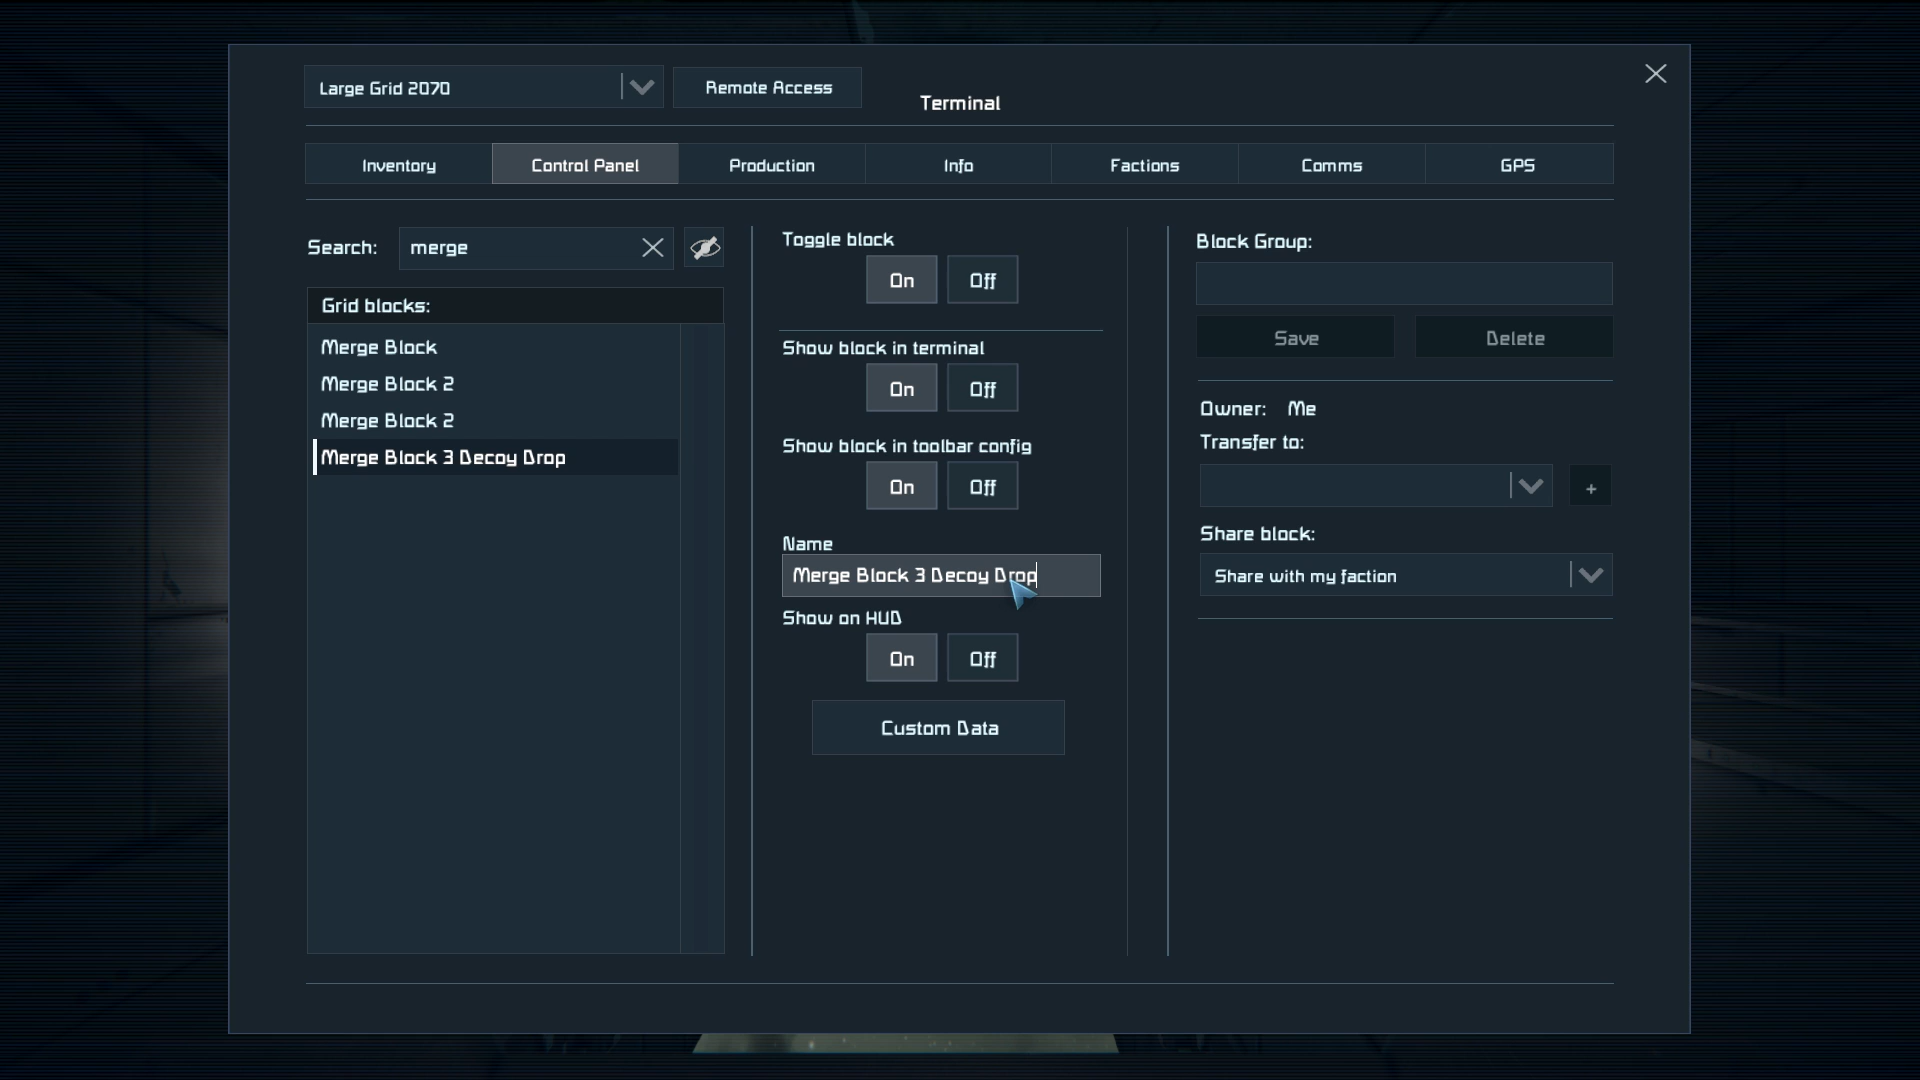 Large Grid 2070
Remote Access
Terminal
Inventory
Control Panel
Production
Info
Factions
Comms
GPS
Search:
merge
Grid blocks:
Merge Block
Merge Block 2
Merge Block 2
Merge Block 3 Decoy Drop
Toggle block
On
Off
Show block in terminal
On
Off
Show block in toolbar config
On
Off
Name
Merge Block 3 Decoy Drop
Show on HUD
On
Off
Custom Data
Block Group:
Save
Delete
Owner: Me
Transfer to:
+
Share block:
Share with my faction